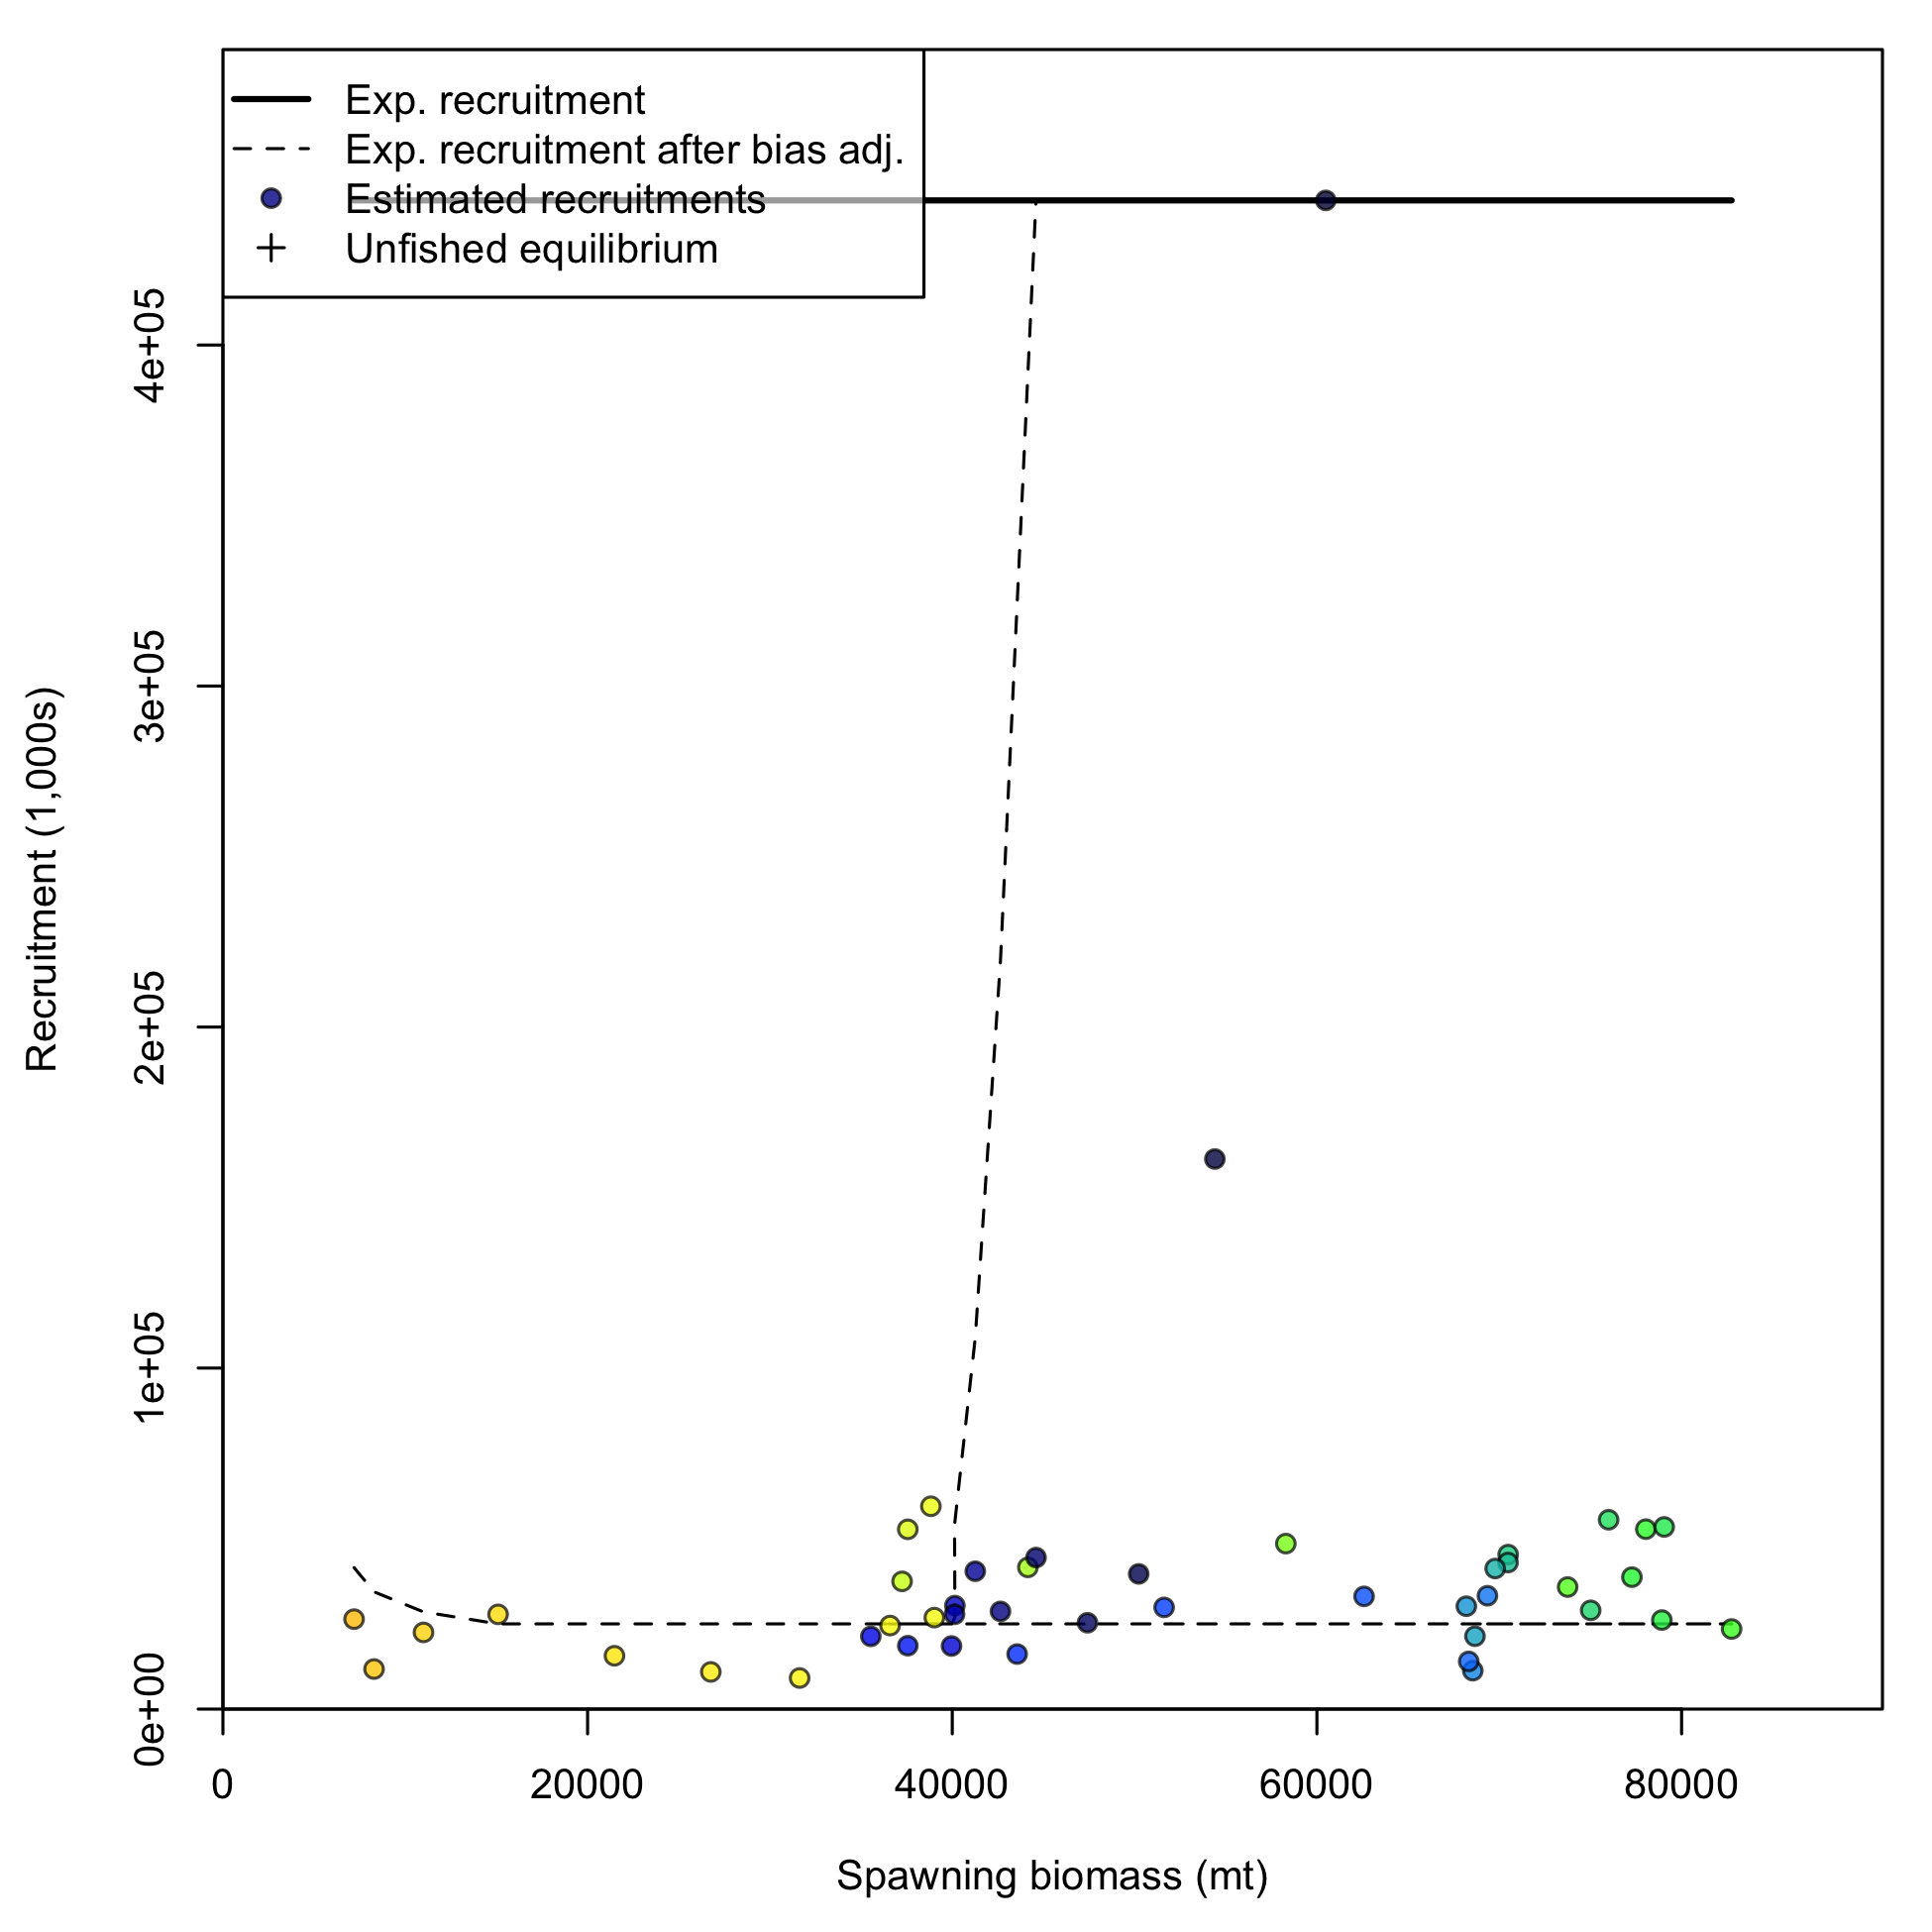 Exp. recruitment
Exp. recruitment after bias adj.
Estimated recruitments
Unfished equilibrium
Recruitment (1,000s)
4e+05
3e+05
2e+05
1e+05
0e+00
0 20000 40000 60000 80000
Spawning biomass (mt)